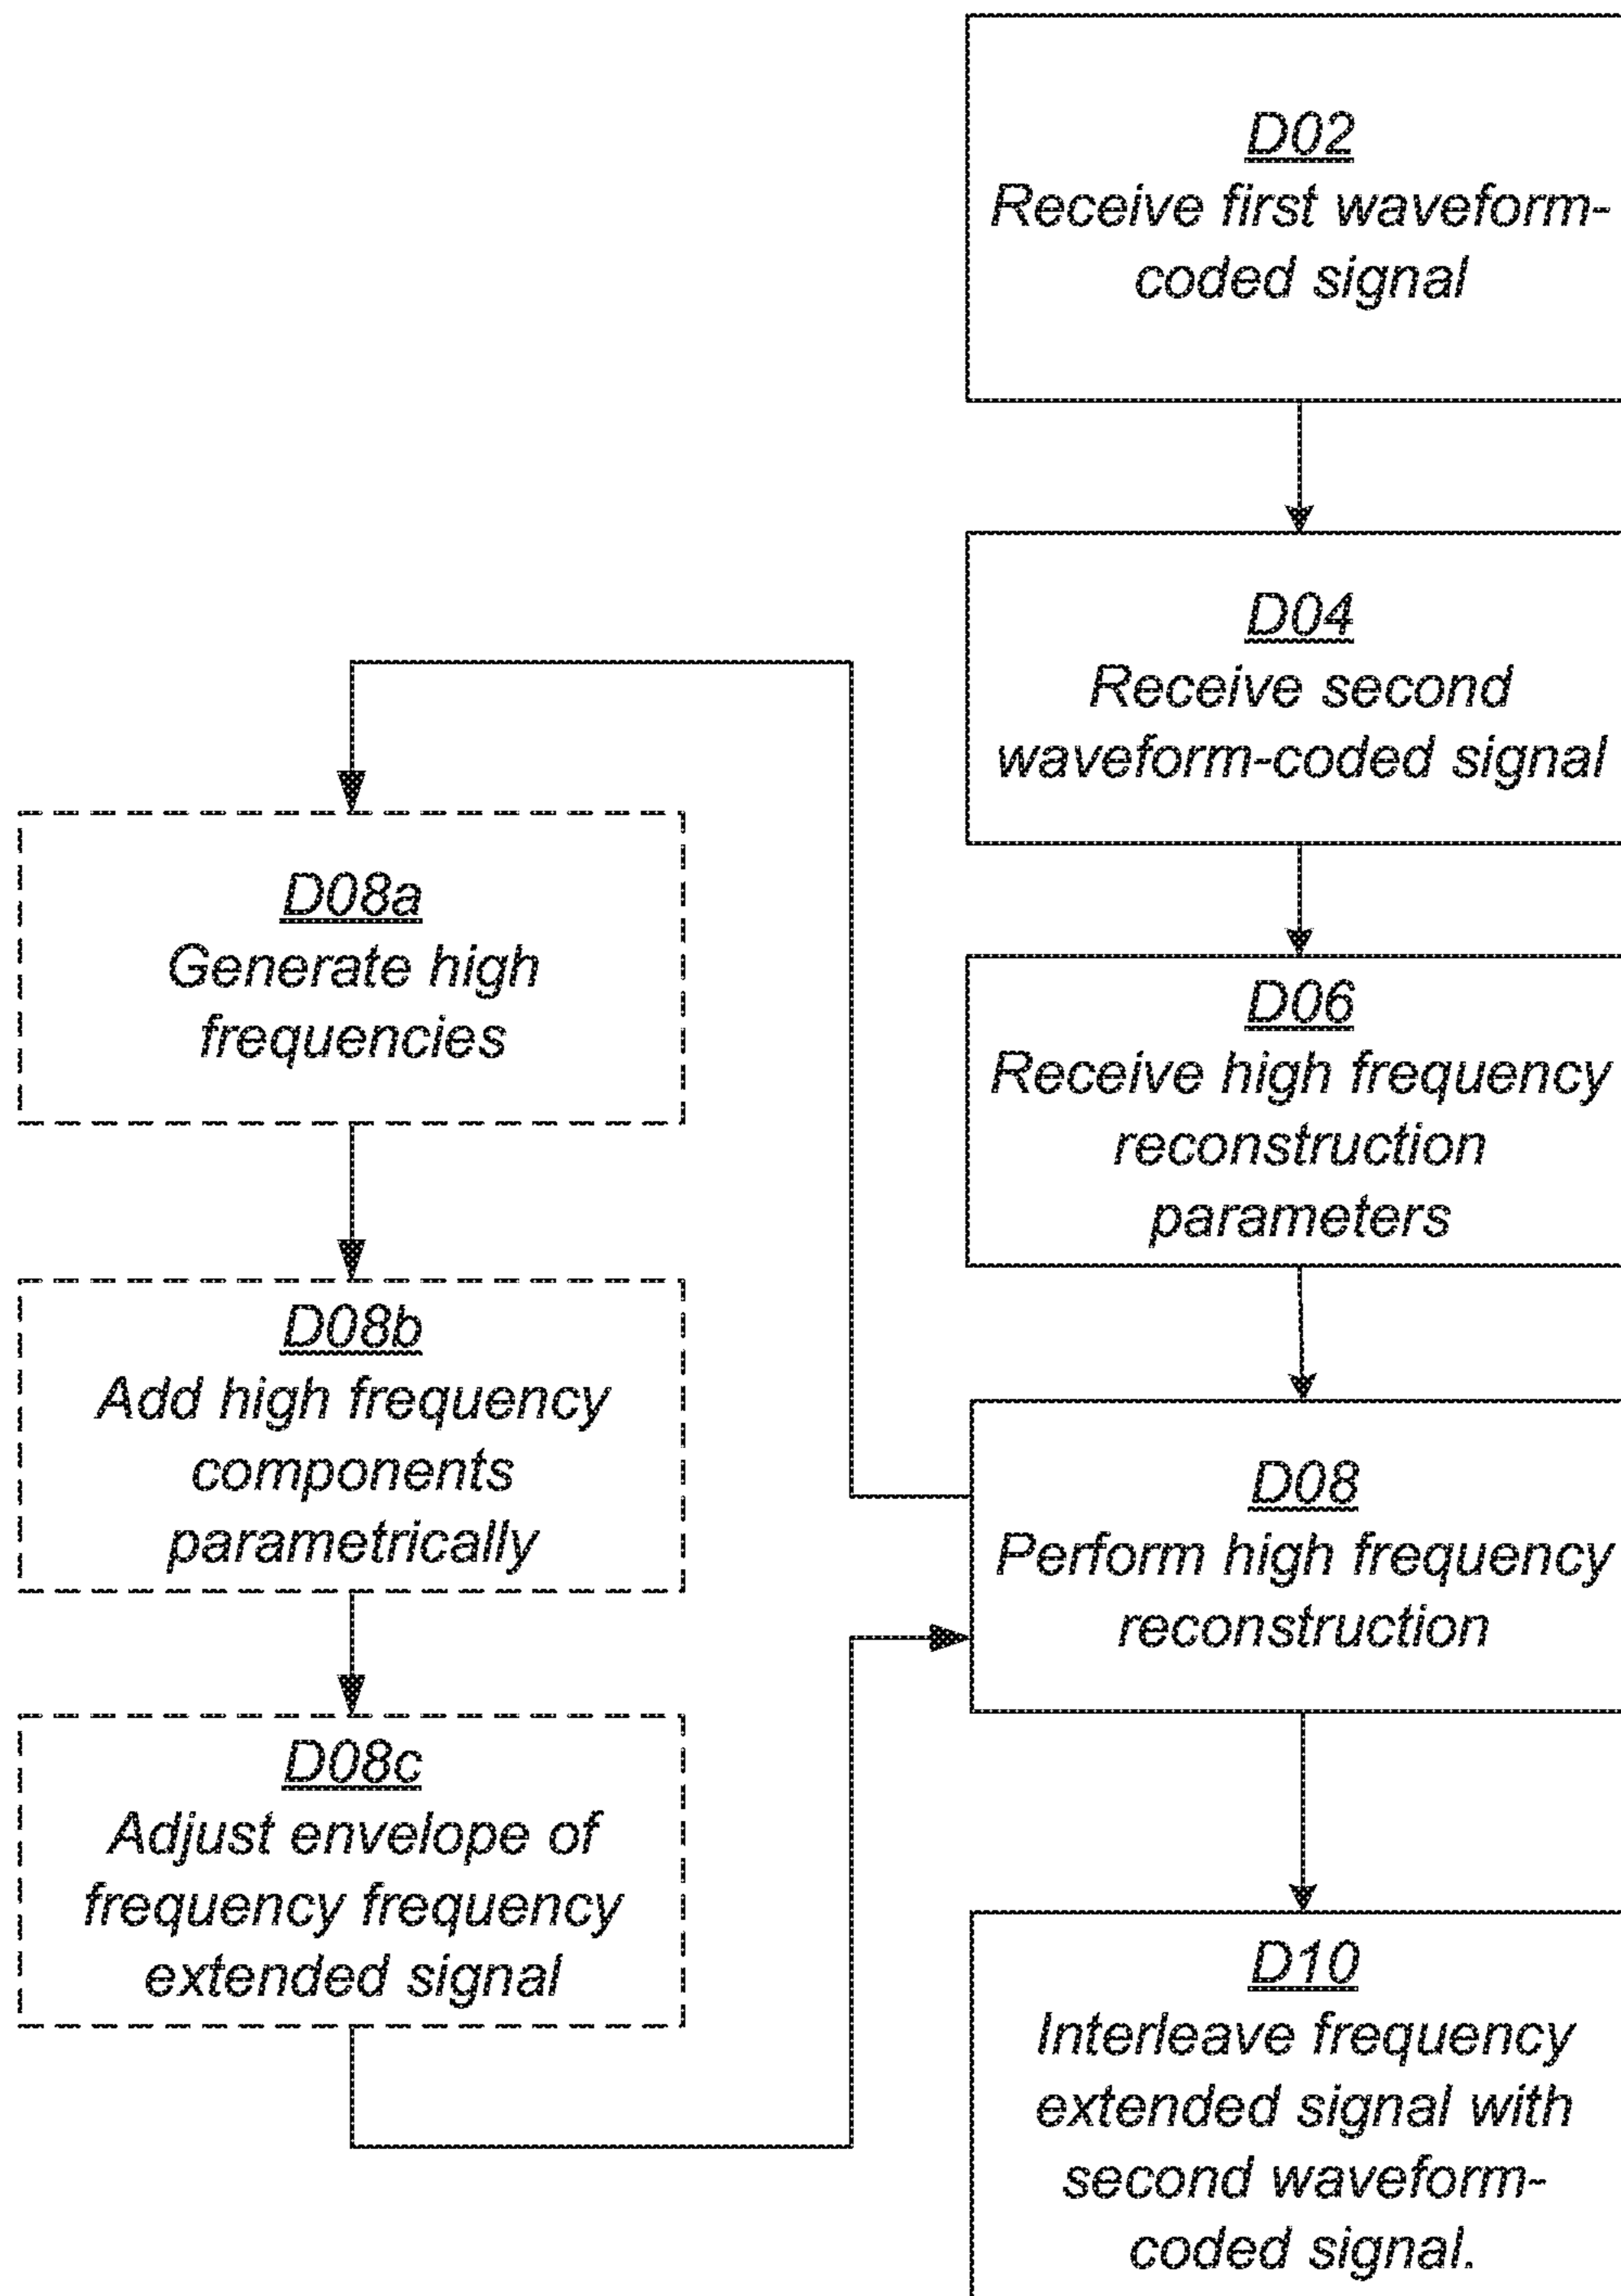 D02
Receive first waveform-
coded signal
D04
Receive second
waveform-coded signal
D06
Receive high frequency
reconstruction
parameters
D08
Perform high frequency
reconstruction
D08a
Generate high
frequencies
D08b
Add high frequency
components
parametrically
D08c
Adjust envelope of
frequency frequency
extended signal
D10
Interleave frequency
extended signal with
second waveform-
coded signal.